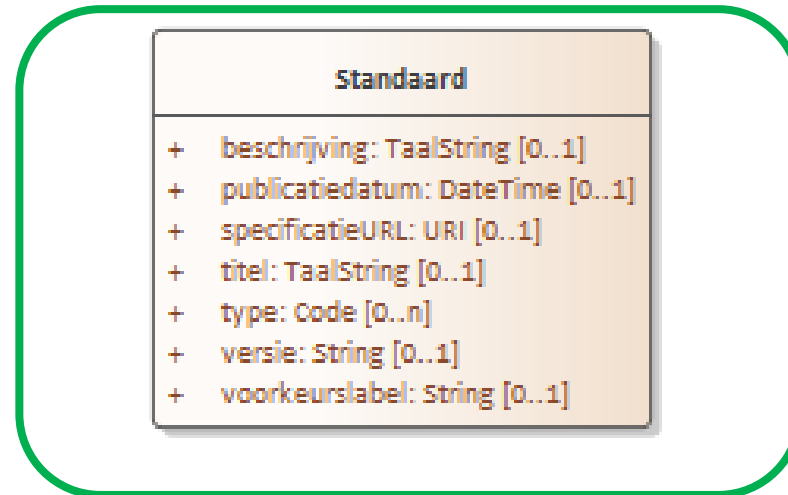 Standaard
+ beschrijving: TaalString [0..1]
+ publicatiedatum: DateTime [0..1]
+ specificatieURL: URI [0..1]
+ titel: TaalString [0..1]
+ type: Code [0..n]
+ versie: String [0..1]
+ voorkeurslabel: String [0..1]